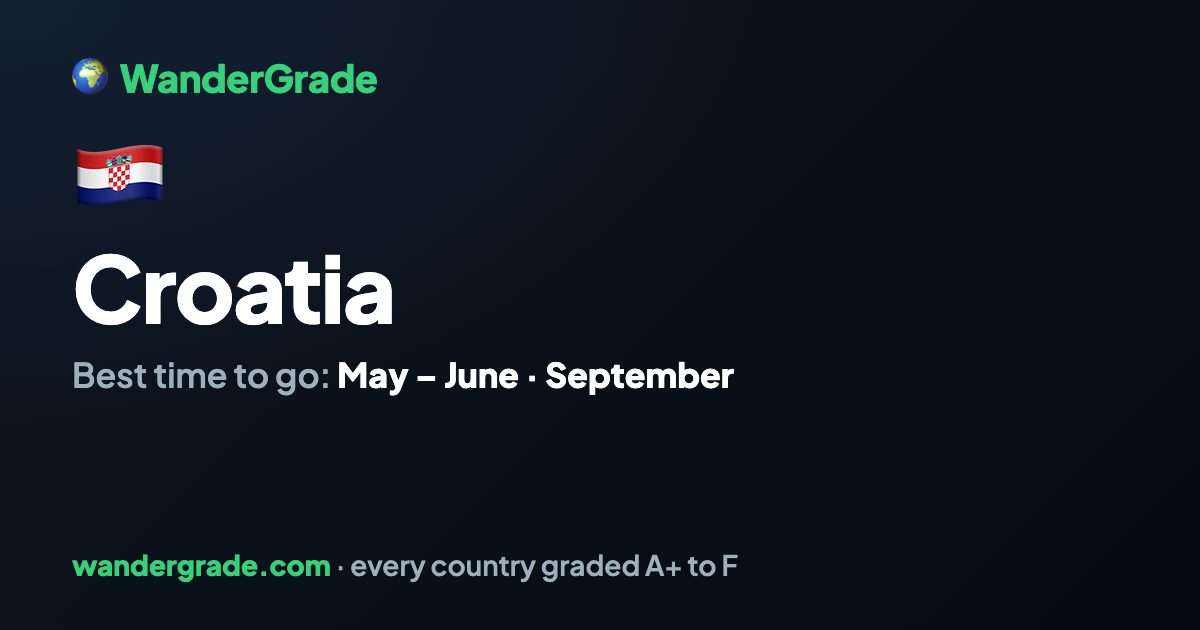 WanderGrade
Croatia
Best time to go: May – June · September
wandergrade.com · every country graded A+ to F